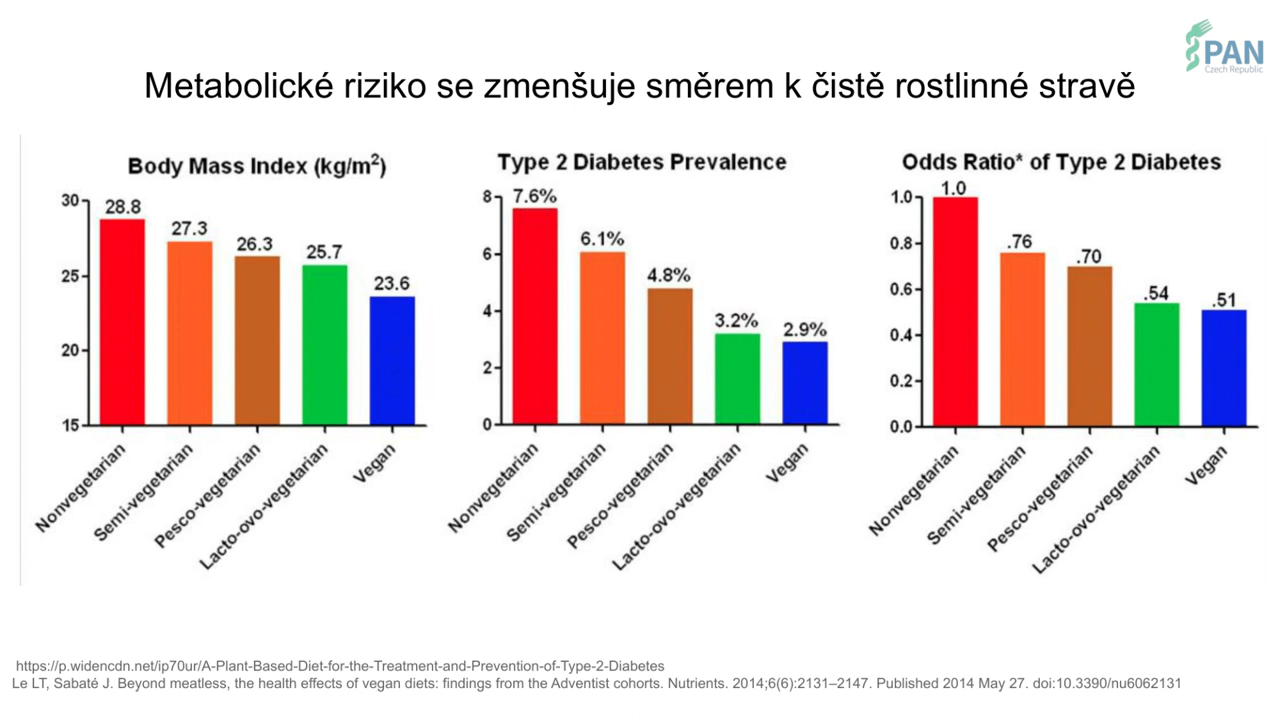 PAN
Czech Republic
Metabolické riziko se zmenšuje směrem k čistě rostlinné stravě
Body Mass Index (kg/m²)
30
25
20
15
28.8
27.3
26.3
25.7
23.6
Nonvegetarian
Semi-vegetarian
Pesco-vegetarian
Lacto-ovo-vegetarian
Vegan
Type 2 Diabetes Prevalence
8
6
4
2
0
7.6%
6.1%
4.8%
3.2%
2.9%
Nonvegetarian
Semi-vegetarian
Pesco-vegetarian
Lacto-ovo-vegetarian
Vegan
Odds Ratio* of Type 2 Diabetes
1.0
0.8
0.6
0.4
0.2
0.0
1.0
.76
.70
.54
.51
Nonvegetarian
Semi-vegetarian
Pesco-vegetarian
Lacto-ovo-vegetarian
Vegan
https://p.widencdn.net/ip70ur/A-Plant-Based-Diet-for-the-Treatment-and-Prevention-of-Type-2-Diabetes
Le LT, Sabaté J. Beyond meatless, the health effects of vegan diets: findings from the Adventist cohorts. Nutrients. 2014;6(6):2131–2147. Published 2014 May 27. doi:10.3390/nu6062131